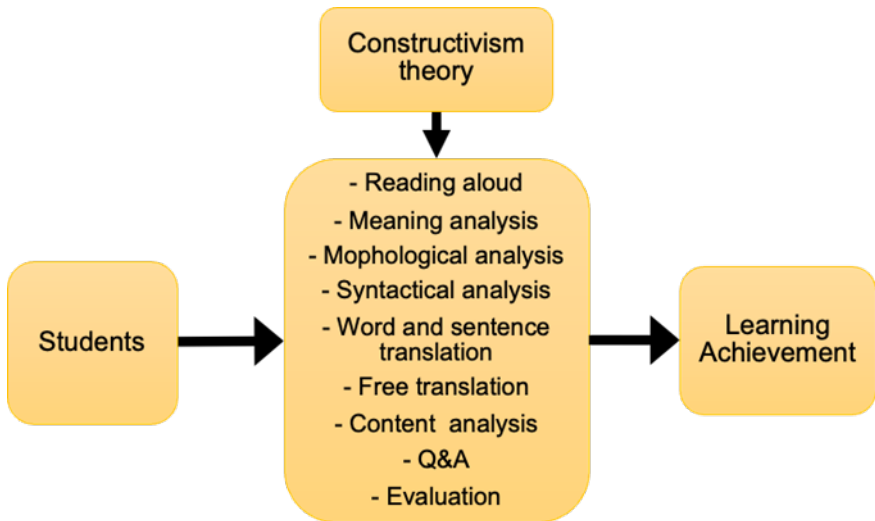 Constructivism
theory
- Reading aloud
- Meaning analysis
- Mophological analysis
- Syntactical analysis
- Word and sentence
translation
- Free translation
- Content analysis
- Q&A
- Evaluation
Students
Learning
Achievement